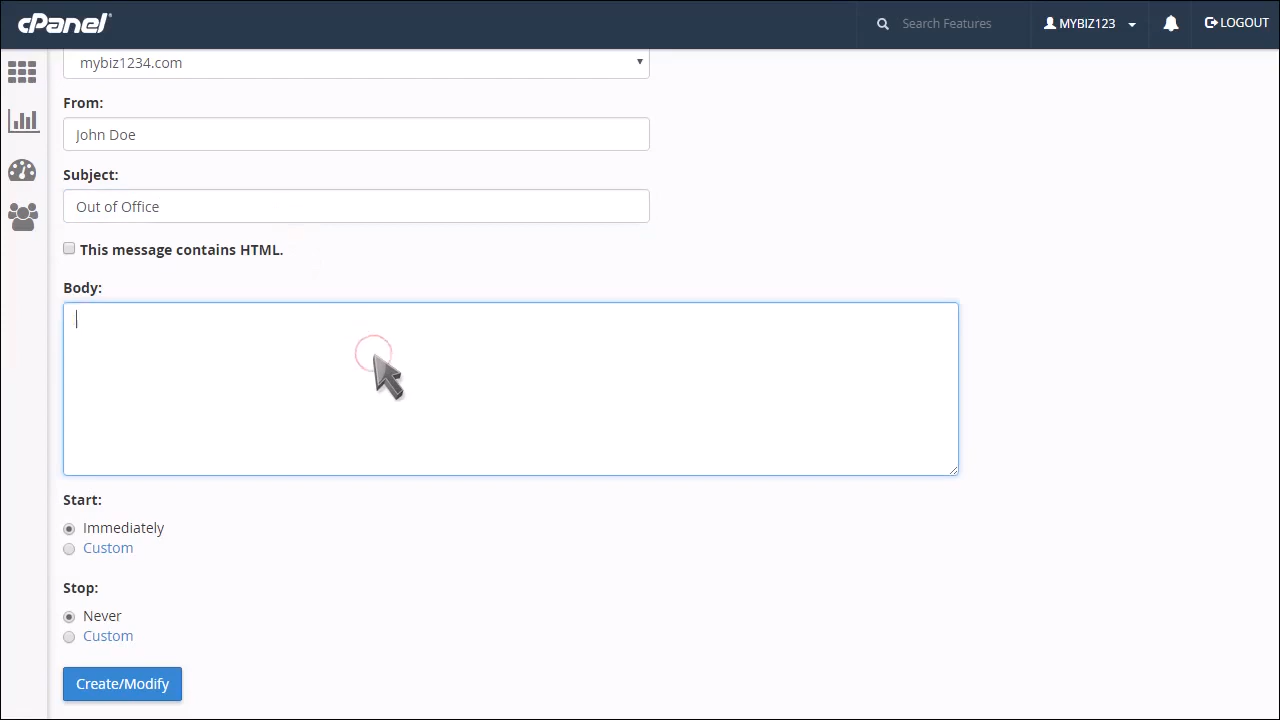 cPanel
Search Features
MYBIZ123
LOGOUT
mybiz1234.com
From:
John Doe
Subject:
Out of Office
This message contains HTML.
Body:
Start:
Immediately
Custom
Stop:
Never
Custom
Create/Modify